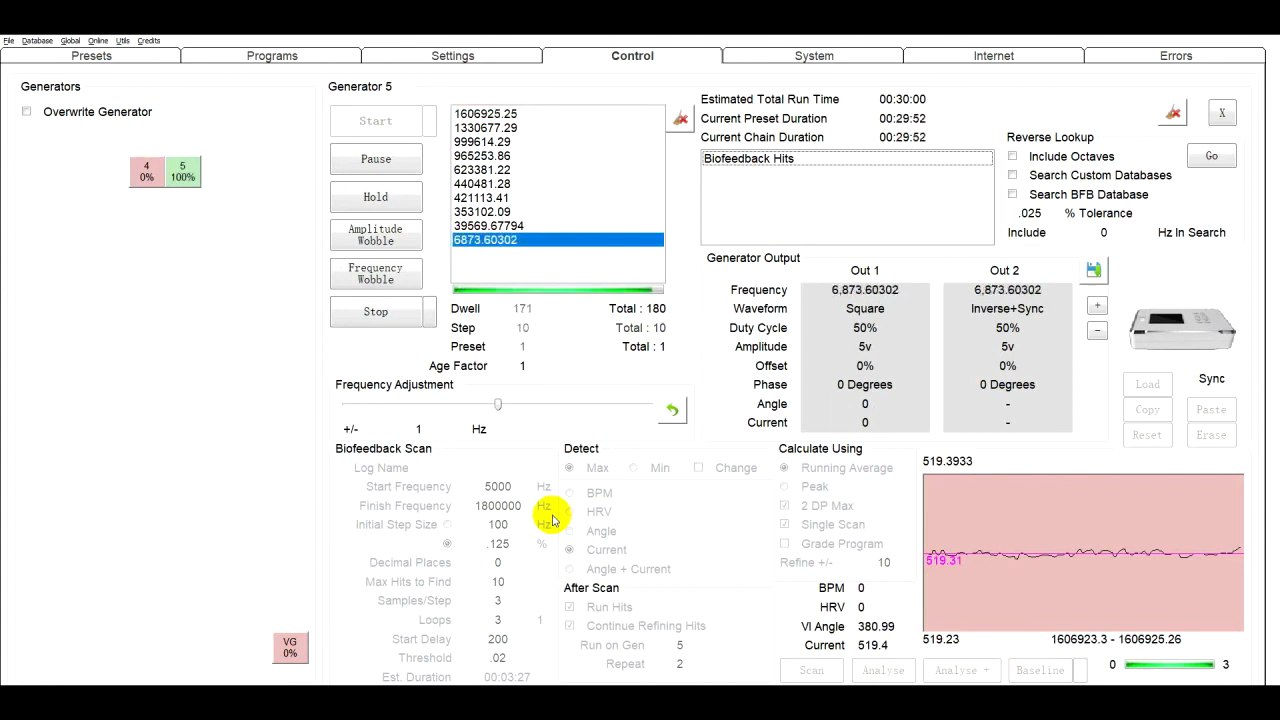 File Database Global Online Utils Credits
Presets Programs Settings Control System Internet Errors
Generators
Overwrite Generator
4
0%
5
100%
VG
0%
Generator 5
Start
Pause
Hold
Amplitude
Wobble
Frequency
Wobble
Stop
1606925.25
1330677.29
999614.29
965253.86
623381.22
440481.28
421113.41
353102.09
39569.67794
6873.60302
Dwell 171 Total : 180
Step 10 Total : 10
Preset 1 Total : 1
Age Factor 1
Frequency Adjustment
+/- 1 Hz
Estimated Total Run Time 00:30:00
Current Preset Duration 00:29:52
Current Chain Duration 00:29:52
Biofeedback Hits
X
Reverse Lookup
Include Octaves
Go
Search Custom Databases
Search BFB Database
.025 % Tolerance
Include 0 Hz In Search
Generator Output
Out 1 Out 2
Frequency 6,873.60302 6,873.60302
Waveform Square Inverse+Sync
Duty Cycle 50% 50%
Amplitude 5v 5v
Offset 0% 0%
Phase 0 Degrees 0 Degrees
Angle 0 -
Current 0 -
+
-
Load Sync
Copy Paste
Reset Erase
Biofeedback Scan
Log Name
Start Frequency 5000 Hz
Finish Frequency 1800000 Hz
Initial Step Size 100 Hz
.125 %
Decimal Places 0
Max Hits to Find 10
Samples/Step 3
Loops 3 1
Start Delay 200
Threshold .02
Est. Duration 00:03:27
Detect
Max Min Change
BPM
HRV
Angle
Current
Angle + Current
After Scan
Run Hits
Continue Refining Hits
Run on Gen 5
Repeat 2
Calculate Using
Running Average
Peak
2 DP Max
Single Scan
Grade Program
Refine +/- 10
BPM 0
HRV 0
VI Angle 380.99
Current 519.4
519.3933
519.31
519.23 1606923.3 - 1606925.26
0 3
Scan Analyse Analyse + Baseline